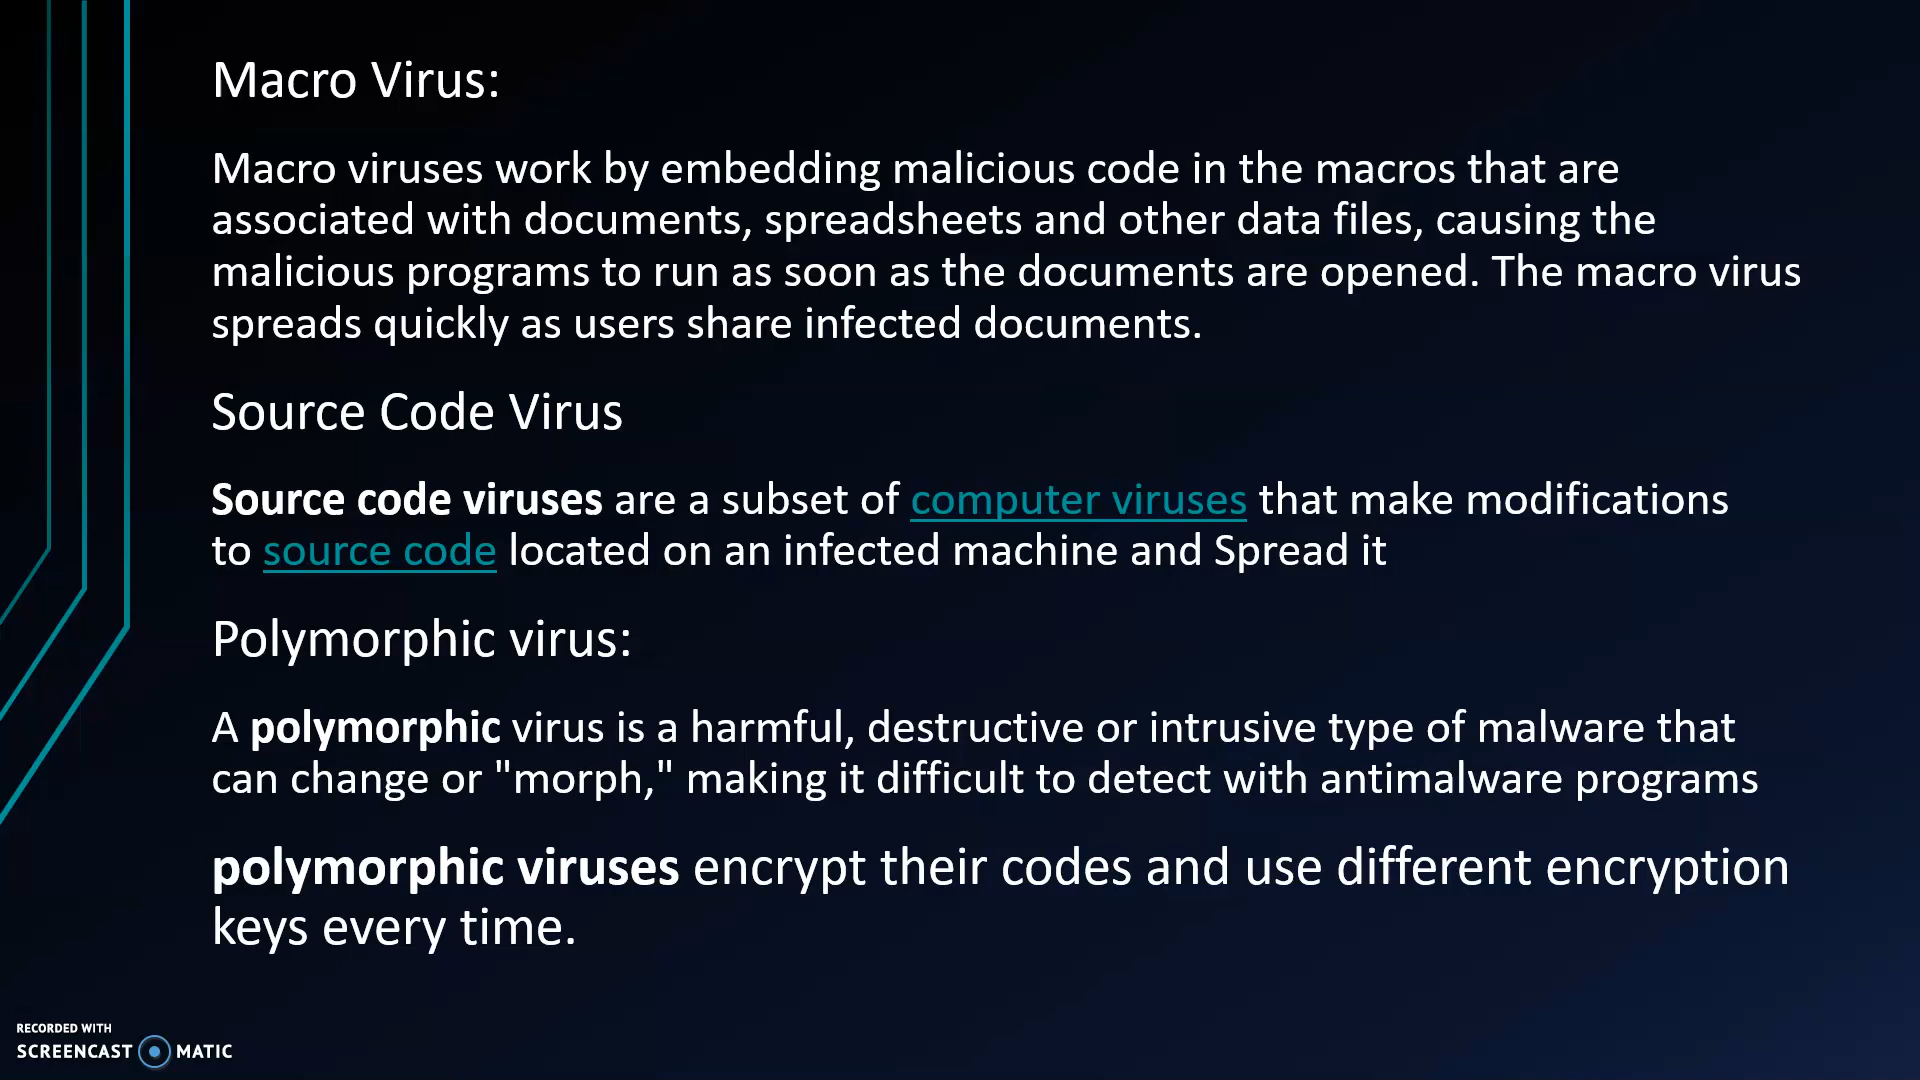 Macro Virus:
Macro viruses work by embedding malicious code in the macros that are
associated with documents, spreadsheets and other data files, causing the
malicious programs to run as soon as the documents are opened. The macro virus
spreads quickly as users share infected documents.
Source Code Virus
Source code viruses are a subset of computer viruses that make modifications
to source code located on an infected machine and Spread it
Polymorphic virus:
A polymorphic virus is a harmful, destructive or intrusive type of malware that
can change or "morph," making it difficult to detect with antimalware programs
polymorphic viruses encrypt their codes and use different encryption
keys every time.
RECORDED WITH
SCREENCAST MATIC